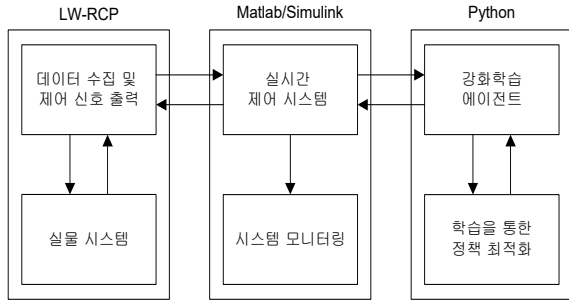 LW-RCP
Matlab/Simulink
Python
데이터 수집 및
제어 신호 출력
실시간
제어 시스템
강화학습
에이전트
실물 시스템
시스템 모니터링
학습을 통한
정책 최적화